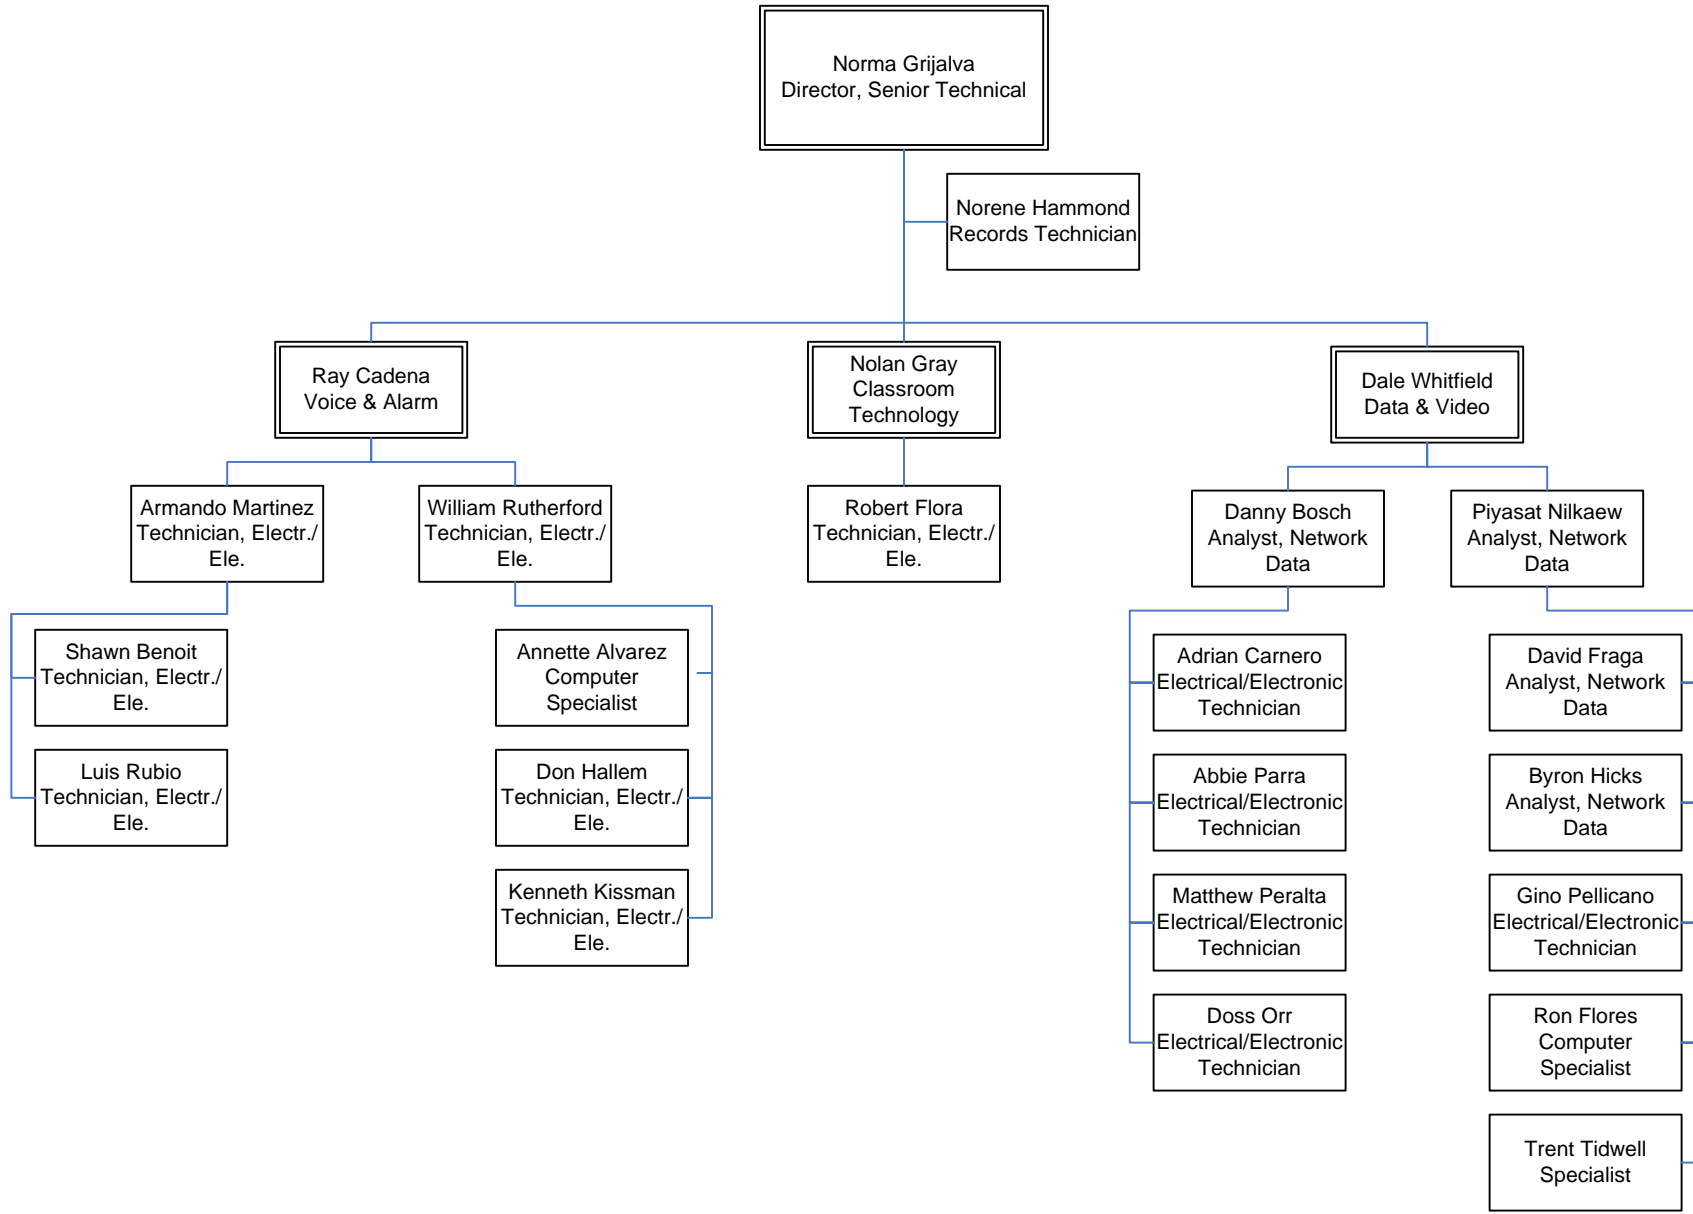 Norma Grijalva
Director, Senior Technical
Norene Hammond
Records Technician
Ray Cadena
Voice & Alarm
Nolan Gray
Classroom
Technology
Dale Whitfield
Data & Video
Armando Martinez
Technician, Electr./
Ele.
William Rutherford
Technician, Electr./
Ele.
Robert Flora
Technician, Electr./
Ele.
Danny Bosch
Analyst, Network
Data
Piyasat Nilkaew
Analyst, Network
Data
Shawn Benoit
Technician, Electr./
Ele.
Luis Rubio
Technician, Electr./
Ele.
Annette Alvarez
Computer
Specialist
Don Hallem
Technician, Electr./
Ele.
Kenneth Kissman
Technician, Electr./
Ele.
Adrian Carnero
Electrical/Electronic
Technician
Abbie Parra
Electrical/Electronic
Technician
Matthew Peralta
Electrical/Electronic
Technician
Doss Orr
Electrical/Electronic
Technician
David Fraga
Analyst, Network
Data
Byron Hicks
Analyst, Network
Data
Gino Pellicano
Electrical/Electronic
Technician
Ron Flores
Computer
Specialist
Trent Tidwell
Specialist